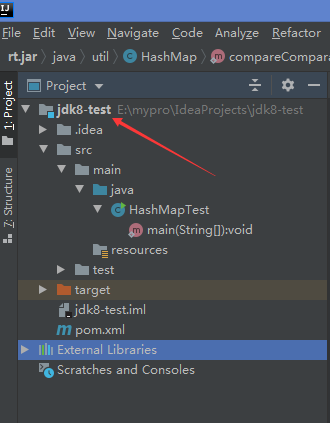 IJ
File Edit View Navigate Code
rt.jar java util HashMap compareCompara
Project
1: Project
7: Structure
jdk8-test E:\mypro\IdeaProjects\jdk8-test
.idea
src
main
java
HashMapTest
main(String[]):void
resources
test
target
jdk8-test.iml
pom.xml
External Libraries
Scratches and Consoles